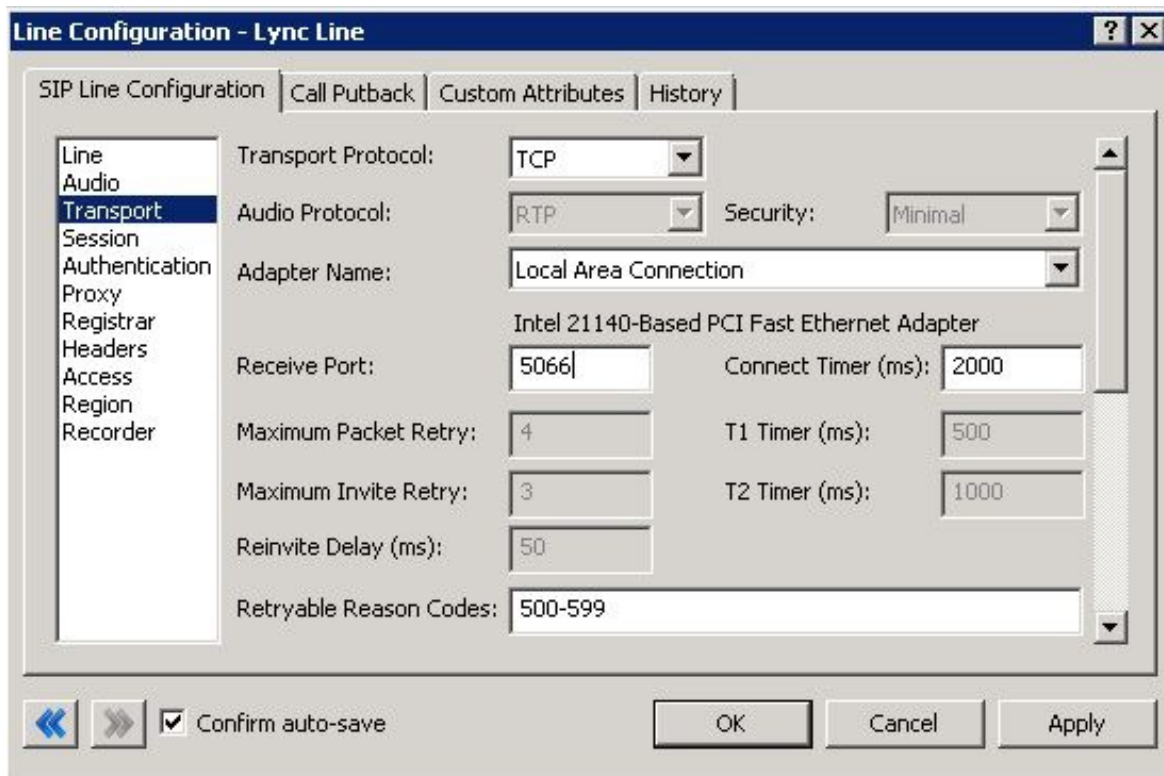 Line Configuration - Lync Line
SIP Line Configuration Call Putback Custom Attributes History
Line
Audio
Transport
Session
Authentication
Proxy
Registrar
Headers
Access
Region
Recorder
Transport Protocol: TCP
Audio Protocol: RTP Security: Minimal
Adapter Name: Local Area Connection
Intel 21140-Based PCI Fast Ethernet Adapter
Receive Port: 5066 Connect Timer (ms): 2000
Maximum Packet Retry: 4 T1 Timer (ms): 500
Maximum Invite Retry: 3 T2 Timer (ms): 1000
Reinvite Delay (ms): 50
Retryable Reason Codes: 500-599
Confirm auto-save OK Cancel Apply